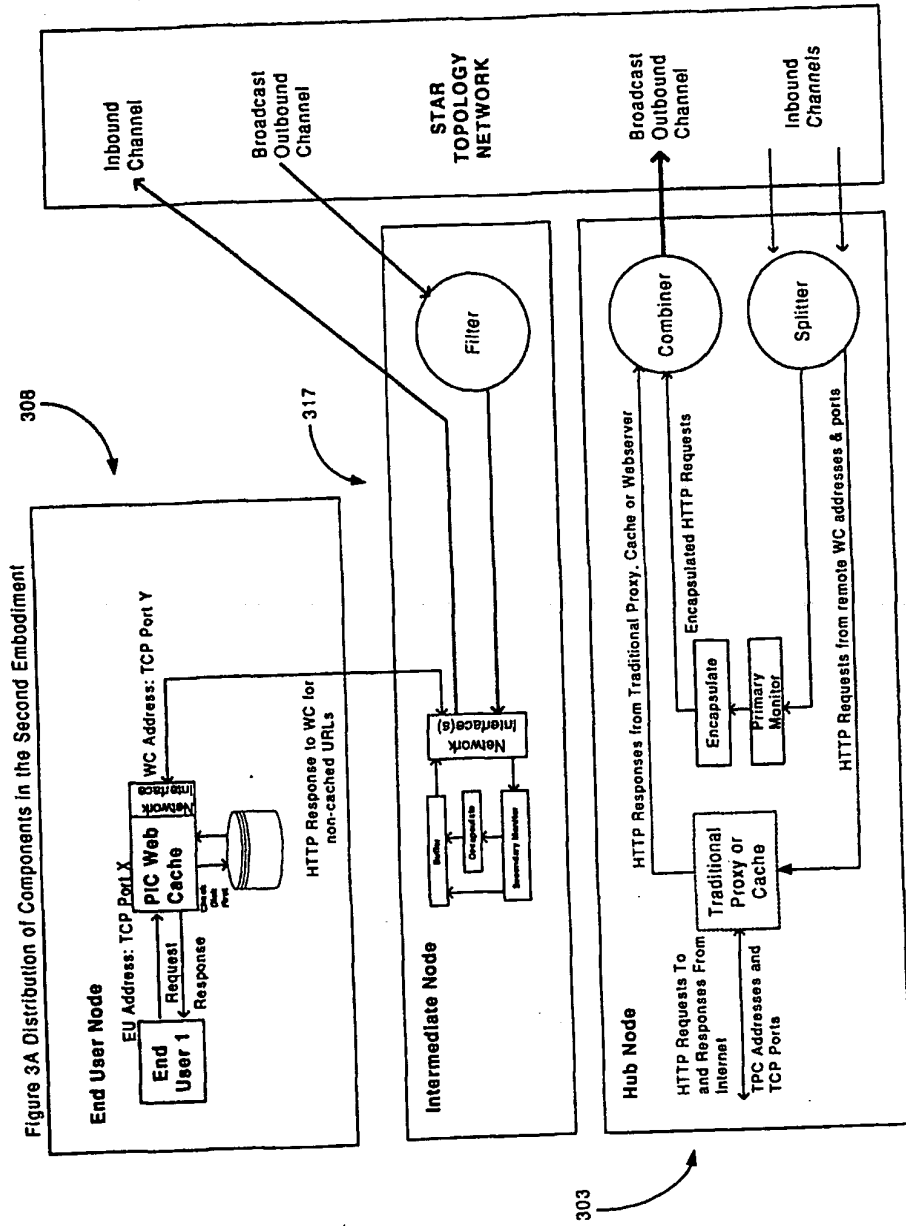 Figure 3A Distribution of Components in the Second Embodiment
308
End User Node
EU Address: TCP Port X
End
User 1
Request
Response
PIC Web
Cache
Network
Interface
Check
Disk
First
WC Address: TCP Port Y
HTTP Response to WC for
non-cached URLs
317
Intermediate Node
Buffer
Decapsulate
Secondary Monitor
Network
Interface(s)
Filter
303
Hub Node
HTTP Requests To
and Responses From
Internet
TPC Addresses and
TCP Ports
Traditional
Proxy or
Cache
HTTP Responses from Traditional Proxy, Cache or Webserver
Encapsulated HTTP Requests
Encapsulate
Primary
Monitor
HTTP Requests from remote WC addresses & ports
Combiner
Splitter
Inbound
Channel
Broadcast
Outbound
Channel
STAR
TOPOLOGY
NETWORK
Broadcast
Outbound
Channel
Inbound
Channels